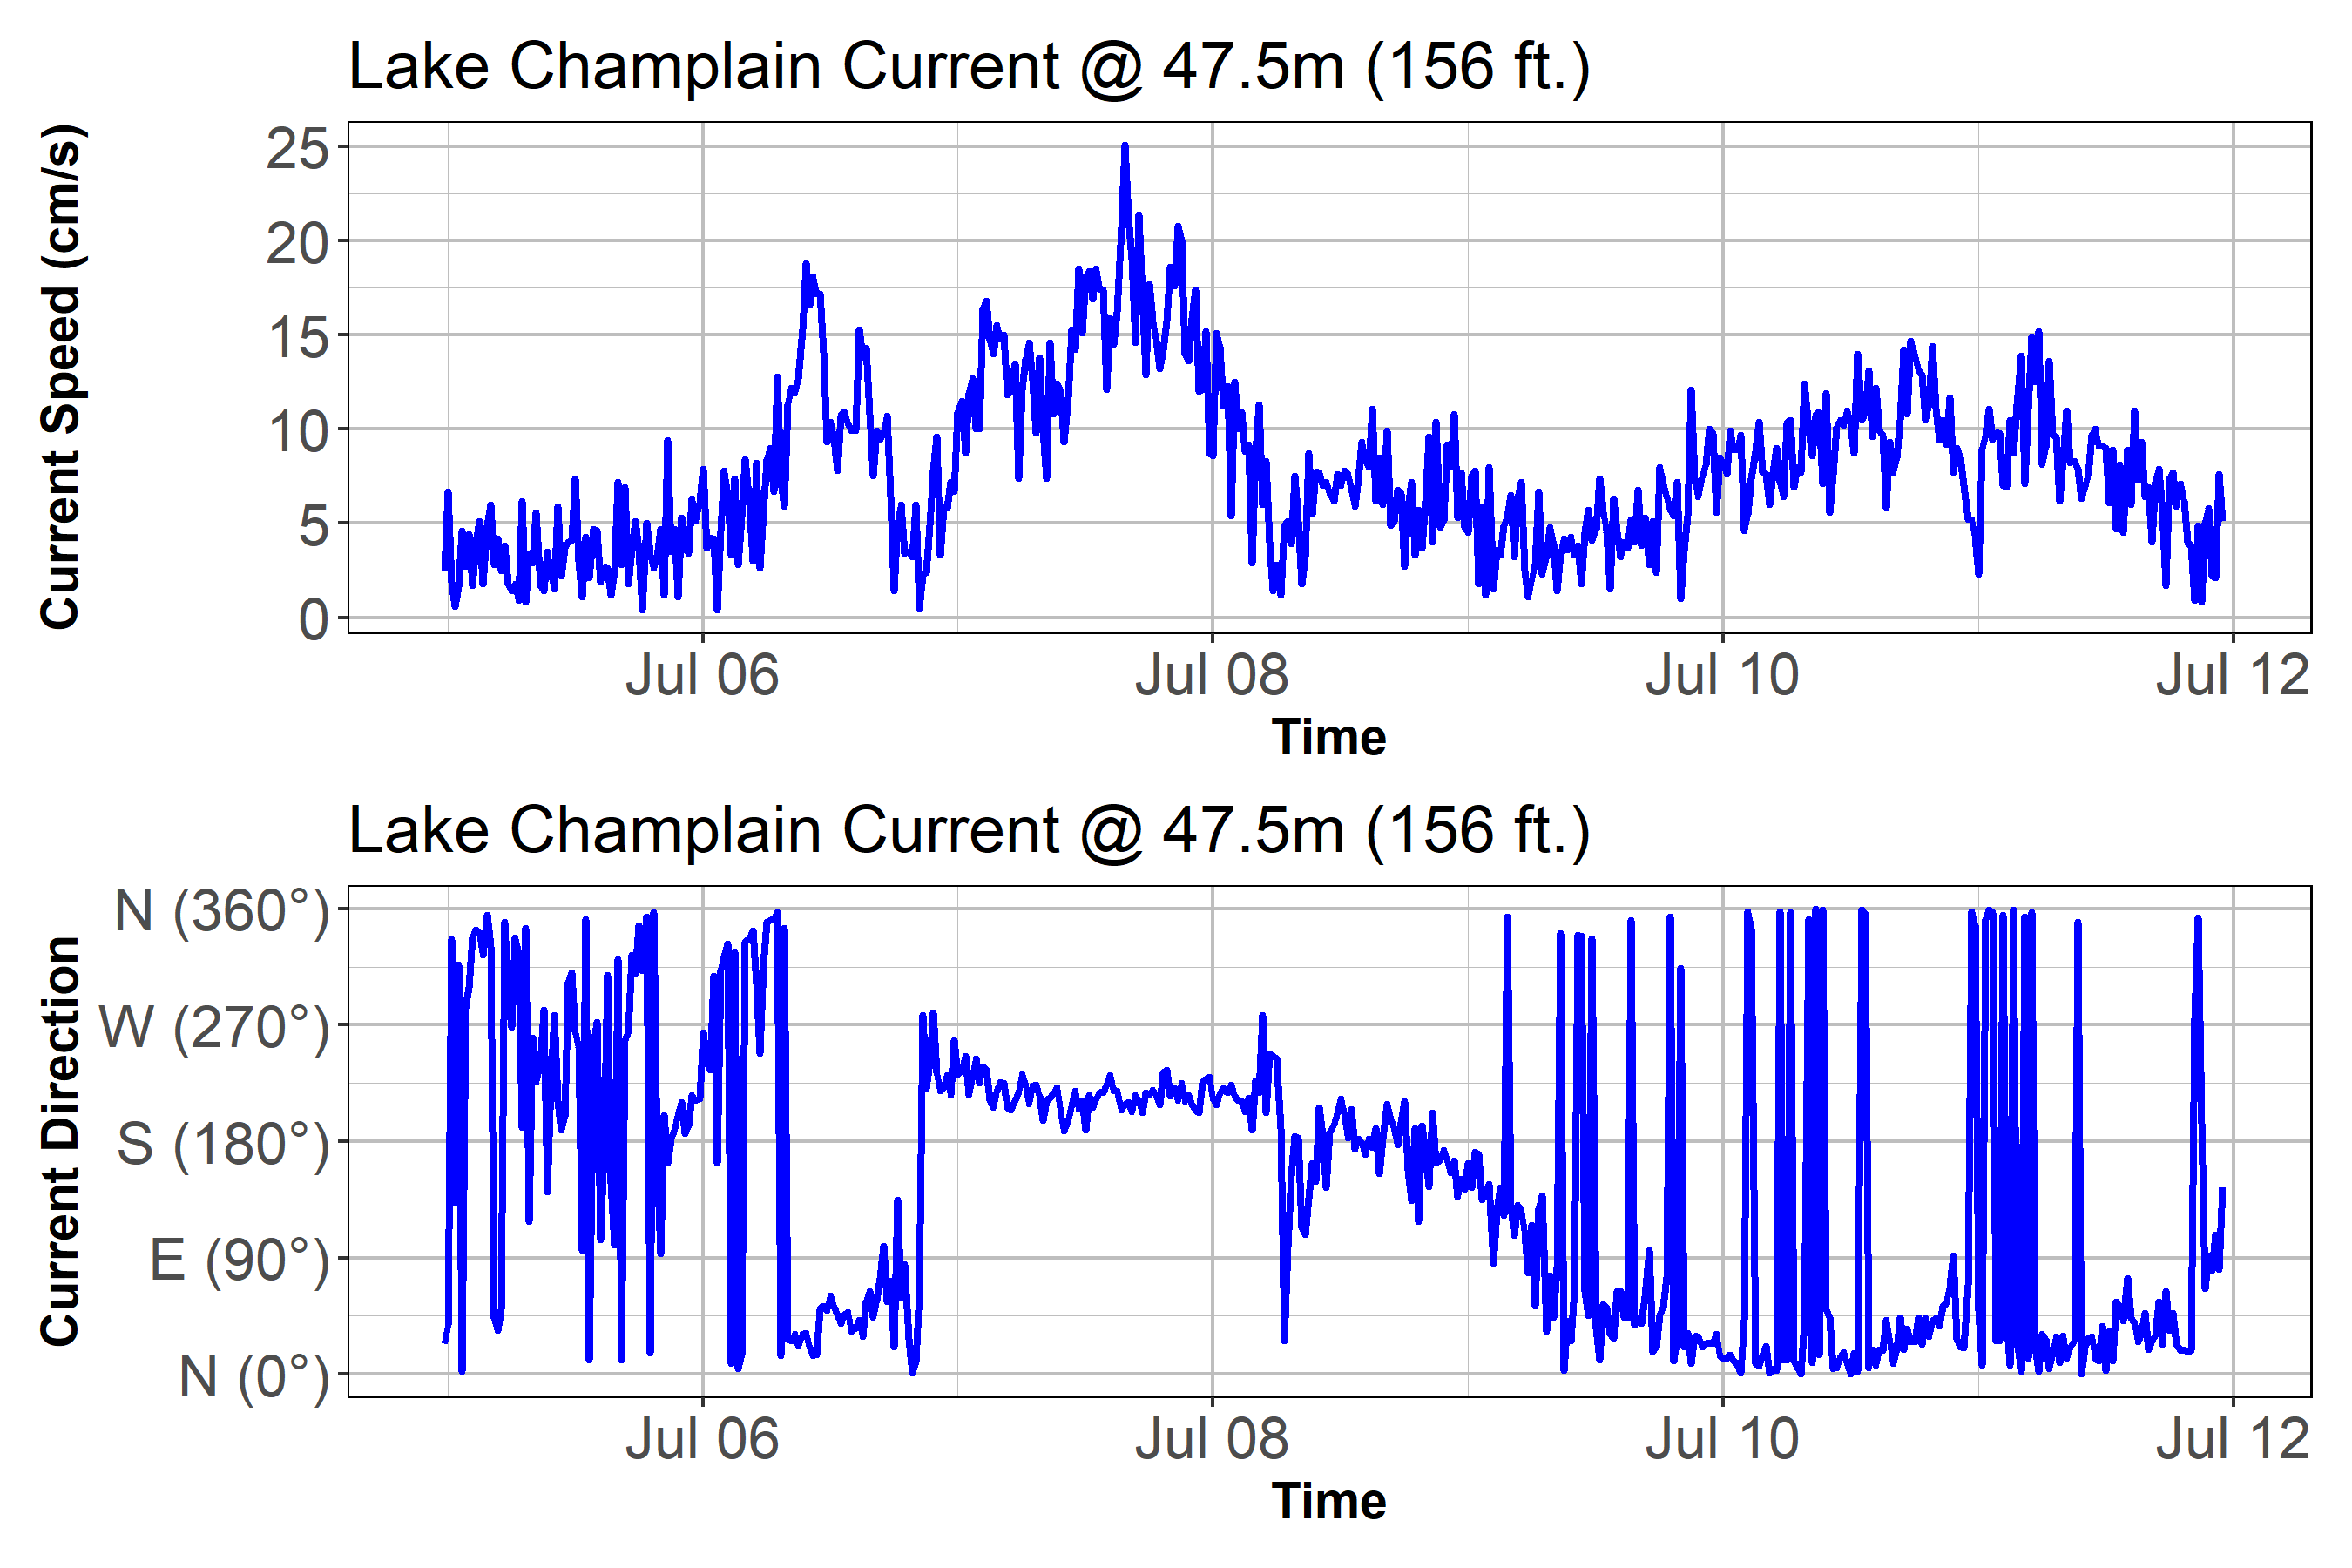 Lake Champlain Current @ 47.5m (156 ft.)
Current Speed (cm/s)
25
20
15
10
5
0
Jul 06 Jul 08 Jul 10 Jul 12
Time
Lake Champlain Current @ 47.5m (156 ft.)
Current Direction
N (360°)
W (270°)
S (180°)
E (90°)
N (0°)
Jul 06 Jul 08 Jul 10 Jul 12
Time